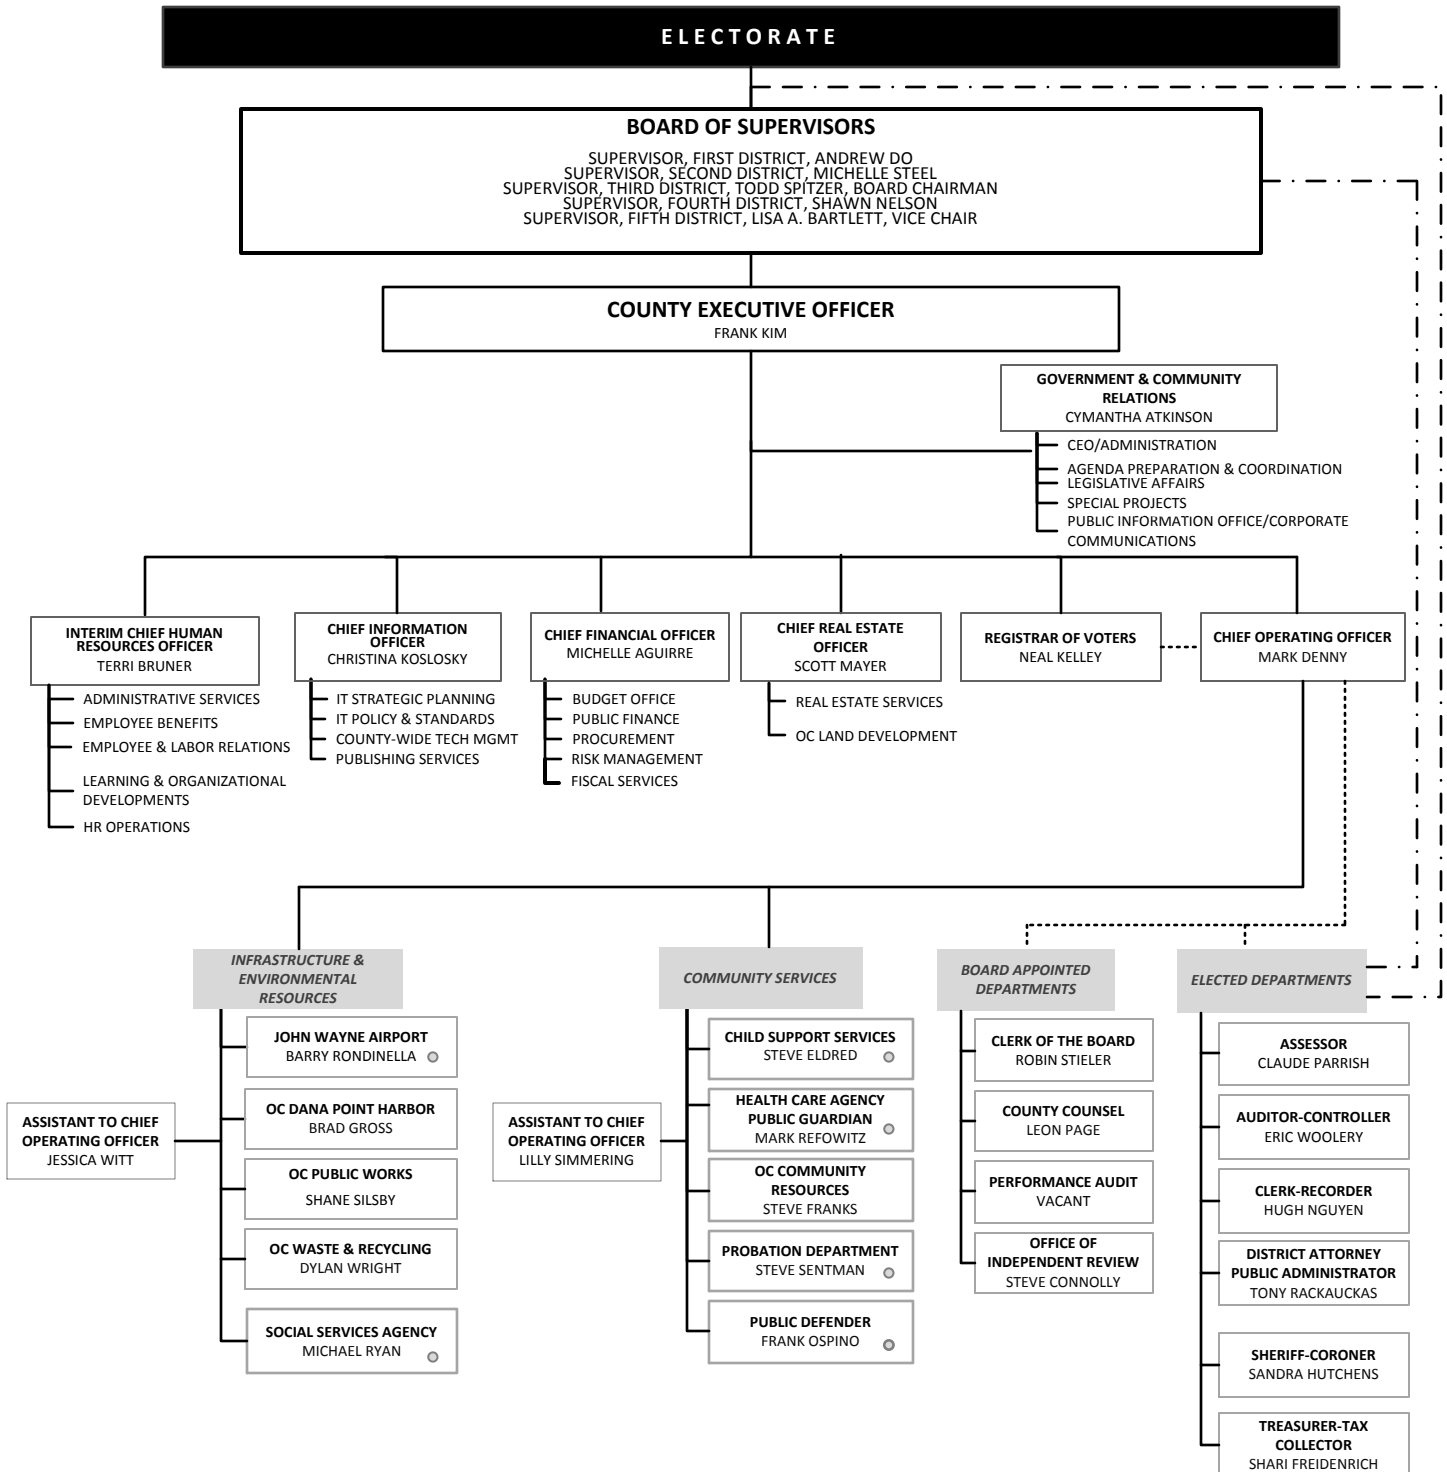 ELECTORATE
BOARD OF SUPERVISORS
SUPERVISOR, FIRST DISTRICT, ANDREW DO
SUPERVISOR, SECOND DISTRICT, MICHELLE STEEL
SUPERVISOR, THIRD DISTRICT, TODD SPITZER, BOARD CHAIRMAN
SUPERVISOR, FOURTH DISTRICT, SHAWN NELSON
SUPERVISOR, FIFTH DISTRICT, LISA A. BARTLETT, VICE CHAIR
COUNTY EXECUTIVE OFFICER
FRANK KIM
GOVERNMENT & COMMUNITY
RELATIONS
CYMANTHA ATKINSON
CEO/ADMINISTRATION
AGENDA PREPARATION & COORDINATION
LEGISLATIVE AFFAIRS
SPECIAL PROJECTS
PUBLIC INFORMATION OFFICE/CORPORATE
COMMUNICATIONS
INTERIM CHIEF HUMAN
RESOURCES OFFICER
TERRI BRUNER
ADMINISTRATIVE SERVICES
EMPLOYEE BENEFITS
EMPLOYEE & LABOR RELATIONS
LEARNING & ORGANIZATIONAL
DEVELOPMENTS
HR OPERATIONS
CHIEF INFORMATION
OFFICER
CHRISTINA KOSLOSKY
IT STRATEGIC PLANNING
IT POLICY & STANDARDS
COUNTY-WIDE TECH MGMT
PUBLISHING SERVICES
CHIEF FINANCIAL OFFICER
MICHELLE AGUIRRE
BUDGET OFFICE
PUBLIC FINANCE
PROCUREMENT
RISK MANAGEMENT
FISCAL SERVICES
CHIEF REAL ESTATE
OFFICER
SCOTT MAYER
REAL ESTATE SERVICES
OC LAND DEVELOPMENT
REGISTRAR OF VOTERS
NEAL KELLEY
CHIEF OPERATING OFFICER
MARK DENNY
INFRASTRUCTURE &
ENVIRONMENTAL
RESOURCES
JOHN WAYNE AIRPORT
BARRY RONDINELLA
OC DANA POINT HARBOR
BRAD GROSS
ASSISTANT TO CHIEF
OPERATING OFFICER
JESSICA WITT
OC PUBLIC WORKS
SHANE SILSBY
OC WASTE & RECYCLING
DYLAN WRIGHT
SOCIAL SERVICES AGENCY
MICHAEL RYAN
COMMUNITY SERVICES
CHILD SUPPORT SERVICES
STEVE ELDRED
HEALTH CARE AGENCY
PUBLIC GUARDIAN
MARK REFOWITZ
ASSISTANT TO CHIEF
OPERATING OFFICER
LILLY SIMMERING
OC COMMUNITY
RESOURCES
STEVE FRANKS
PROBATION DEPARTMENT
STEVE SENTMAN
PUBLIC DEFENDER
FRANK OSPINO
BOARD APPOINTED
DEPARTMENTS
CLERK OF THE BOARD
ROBIN STIELER
COUNTY COUNSEL
LEON PAGE
PERFORMANCE AUDIT
VACANT
OFFICE OF
INDEPENDENT REVIEW
STEVE CONNOLLY
ELECTED DEPARTMENTS
ASSESSOR
CLAUDE PARRISH
AUDITOR-CONTROLLER
ERIC WOOLERY
CLERK-RECORDER
HUGH NGUYEN
DISTRICT ATTORNEY
PUBLIC ADMINISTRATOR
TONY RACKAUCKAS
SHERIFF-CORONER
SANDRA HUTCHENS
TREASURER-TAX
COLLECTOR
SHARI FREIDENRICH